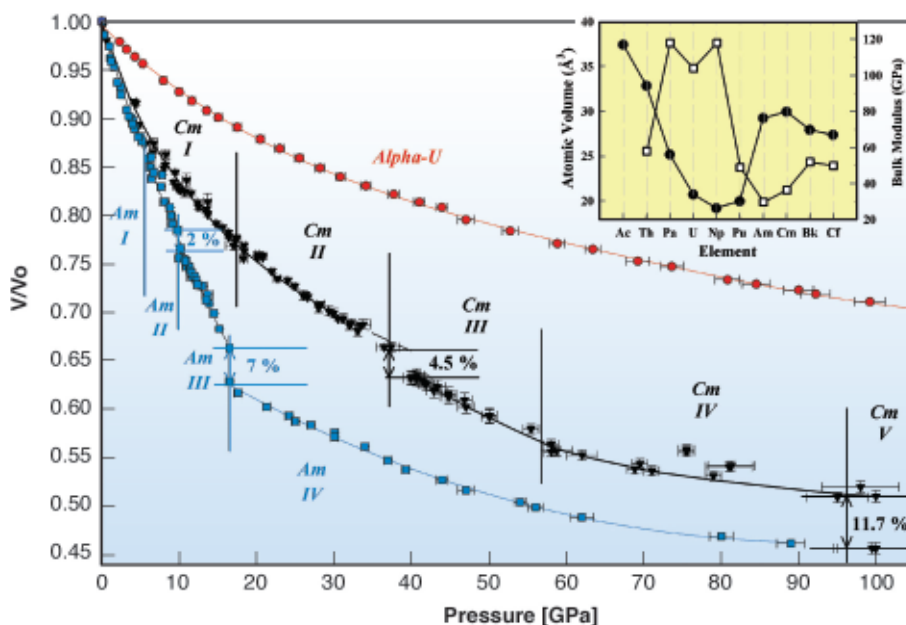 1.00
0.95
0.90
0.85
0.80
0.75
0.70
0.65
0.60
0.55
0.50
0.45
V/Vo
0
10
20
30
40
50
60
70
80
90
100
Pressure [GPa]
Cm
I
Alpha-U
Am
I
2 %
Cm
II
Am
II
Cm
III
Am
III
7 %
4.5 %
Cm
IV
Cm
V
Am
IV
11.7 %
Atomic Volume (Å³)
40
35
30
25
20
Bulk Modulus (GPa)
120
100
80
60
40
20
Ac Th Pa U Np Pu Am Cm Bk Cf
Element